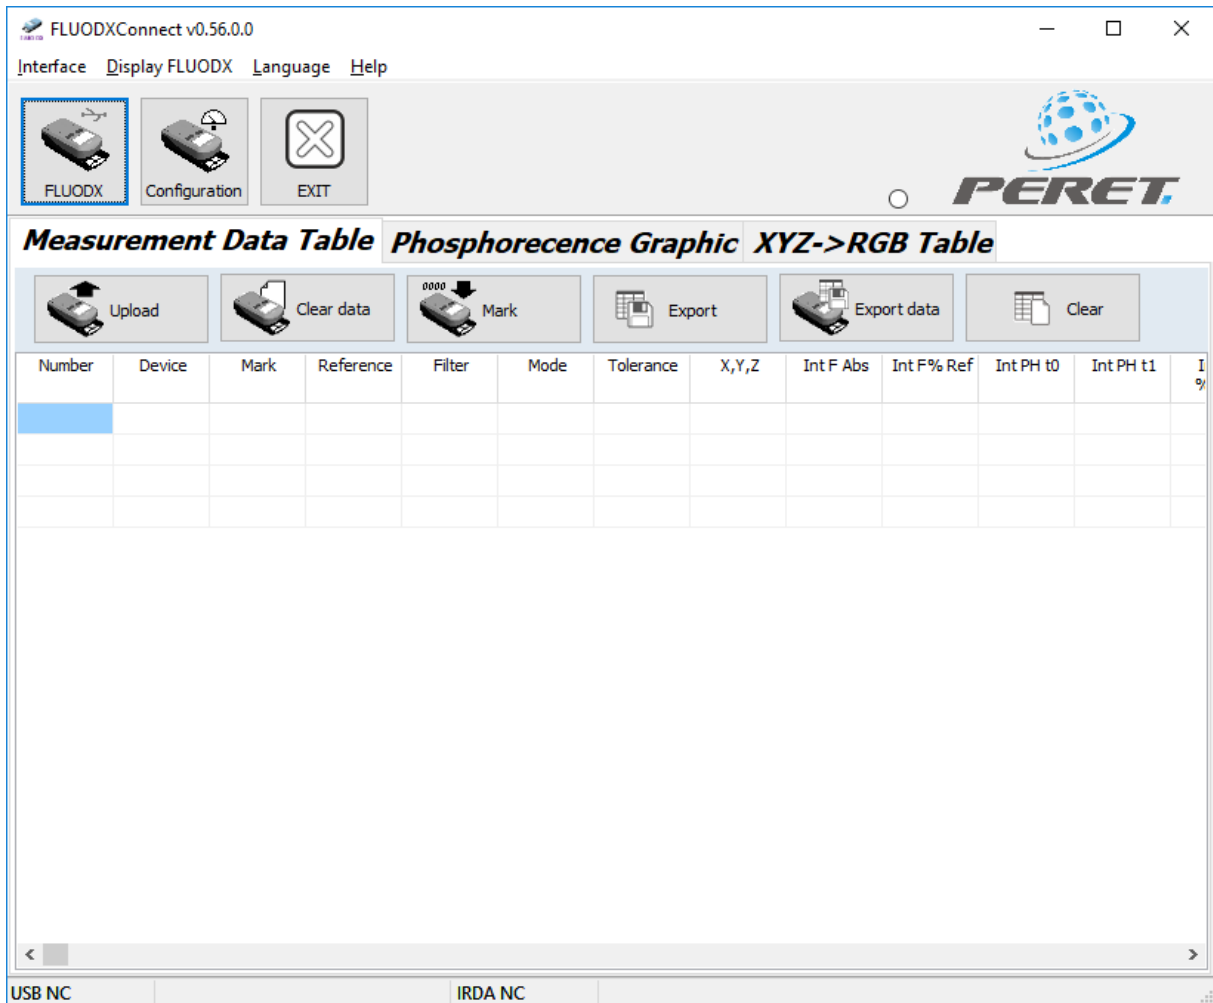 FLUODXConnect v0.56.0.0
Interface Display FLUODX Language Help
FLUODX Configuration EXIT
PERET
Measurement Data Table Phosphorecence Graphic XYZ->RGB Table
Upload Clear data 0000 Mark Export Export data Clear
Number Device Mark Reference Filter Mode Tolerance X,Y,Z Int F Abs Int F% Ref Int PH t0 Int PH t1
USB NC IRDA NC